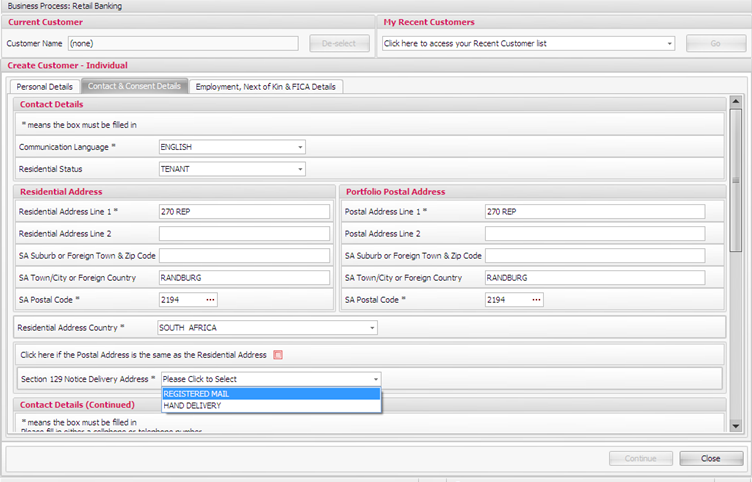 Business Process: Retail Banking
Current Customer
My Recent Customers
Customer Name (none) De-select
Click here to access your Recent Customer list Go
Create Customer - Individual
Personal Details Contact & Consent Details Employment, Next of Kin & FICA Details
Contact Details
* means the box must be filled in
Communication Language * ENGLISH
Residential Status TENANT
Residential Address
Residential Address Line 1 * 270 REP
Residential Address Line 2
SA Suburb or Foreign Town & Zip Code
SA Town/City or Foreign Country RANDBURG
SA Postal Code * 2194 ...
Portfolio Postal Address
Postal Address Line 1 * 270 REP
Postal Address Line 2
SA Suburb or Foreign Town & Zip Code
SA Town/City or Foreign Country RANDBURG
SA Postal Code * 2194 ...
Residential Address Country * SOUTH AFRICA
Click here if the Postal Address is the same as the Residential Address
Section 129 Notice Delivery Address * Please Click to Select
REGISTERED MAIL
HAND DELIVERY
Contact Details (Continued)
* means the box must be filled in
Please fill in either a cellphone or telephone number
Continue Close